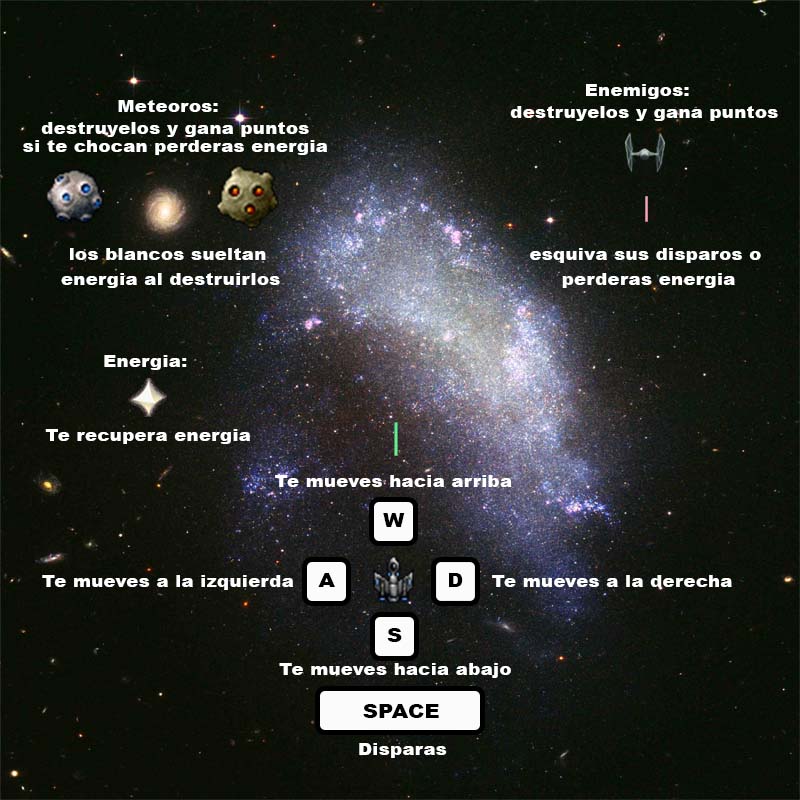 Meteoros:
destruyelos y gana puntos
si te chocan perderas energia
los blancos sueltan
energia al destruirlos
Enemigos:
destruyelos y gana puntos
esquiva sus disparos o
perderas energia
Energia:
Te recupera energia
Te mueves hacia arriba
W
Te mueves a la izquierda A D Te mueves a la derecha
S
Te mueves hacia abajo
SPACE
Disparas